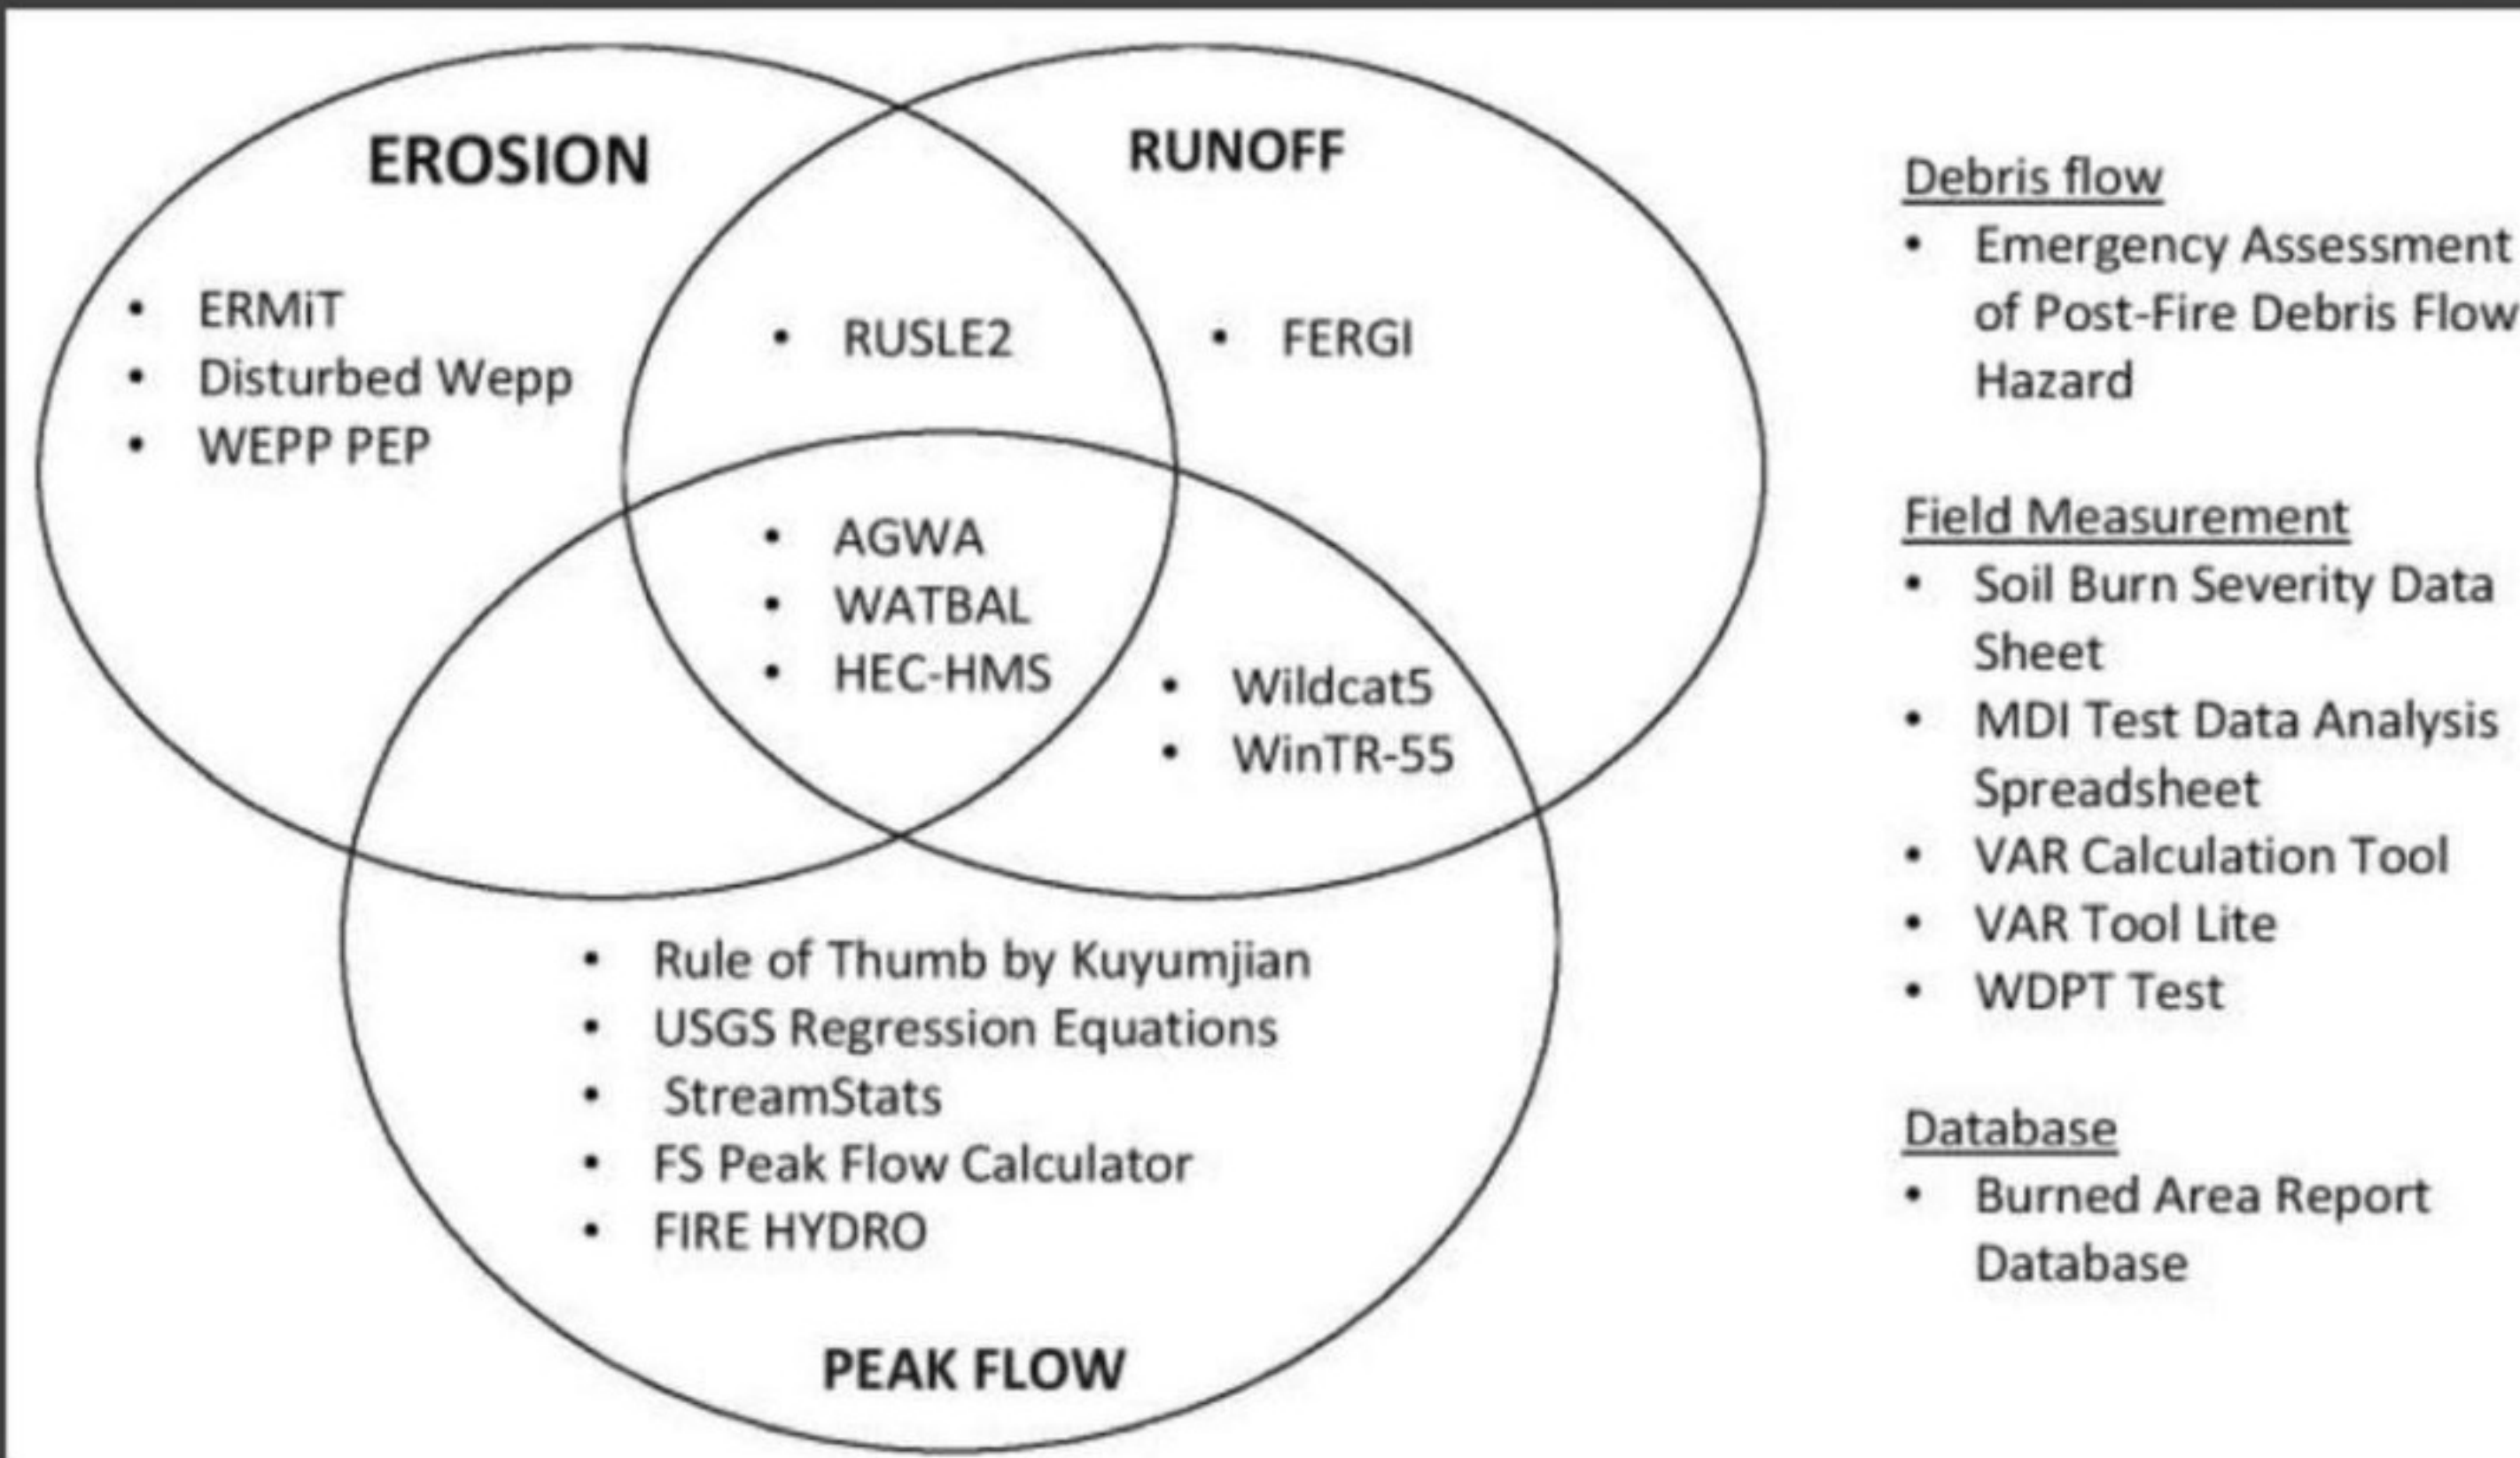 EROSION
RUNOFF
• ERMiT
• Disturbed Wepp
• WEPP PEP
• RUSLE2
• FERGI
• AGWA
• WATBAL
• HEC-HMS
• Wildcat5
• WinTR-55
• Rule of Thumb by Kuyumjian
• USGS Regression Equations
• StreamStats
• FS Peak Flow Calculator
• FIRE HYDRO
PEAK FLOW
Debris flow
• Emergency Assessment
of Post-Fire Debris Flow
Hazard
Field Measurement
• Soil Burn Severity Data
Sheet
• MDI Test Data Analysis
Spreadsheet
• VAR Calculation Tool
• VAR Tool Lite
• WDPT Test
Database
• Burned Area Report
Database